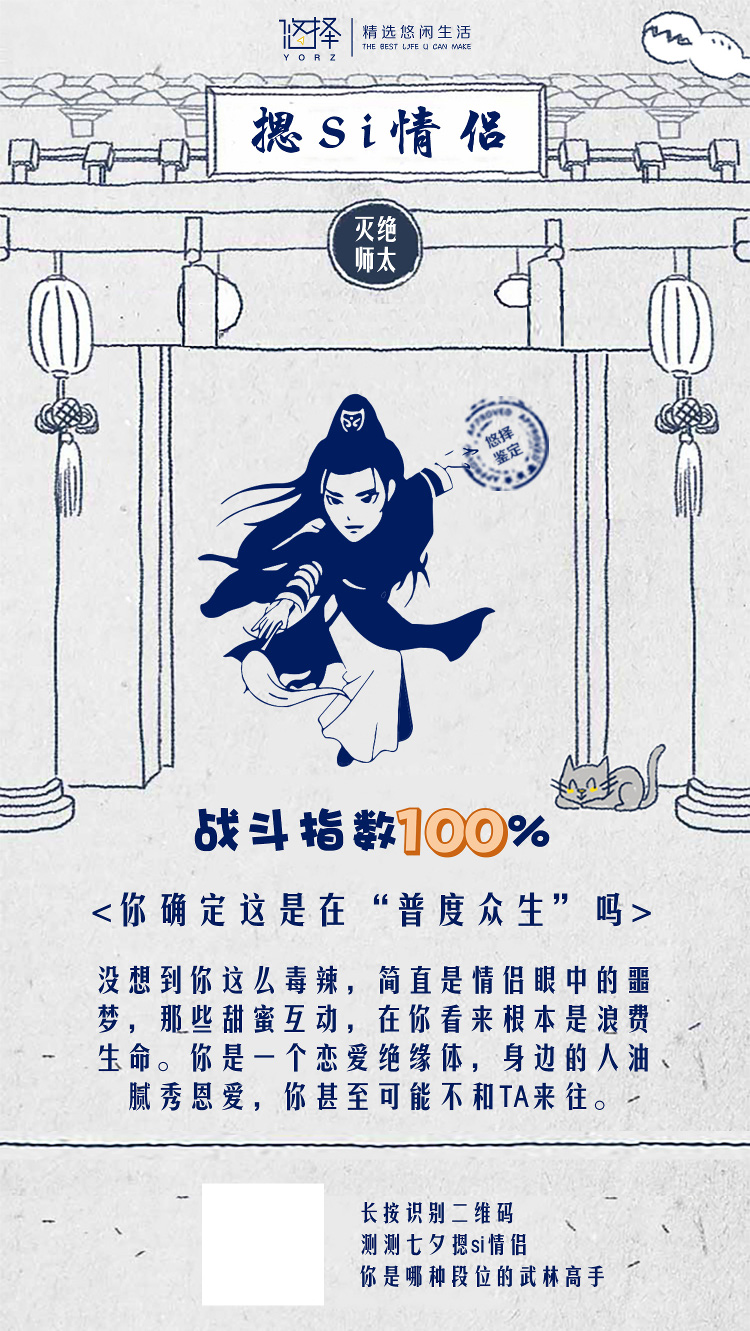 悠择
YORZ
精选悠闲生活
THE BEST LIFE U CAN MAKE
摁Si情侣
灭绝
师太
APPROVED APPROVED APPROVED
悠择
鉴定
战斗指数100%
<你确定这是在“普度众生”吗>
没想到你这么毒辣，简直是情侣眼中的噩
梦，那些甜蜜互动，在你看来根本是浪费
生命。你是一个恋爱绝缘体，身边的人油
腻秀恩爱，你甚至可能不和TA来往。
长按识别二维码
测测七夕摁si情侣
你是哪种段位的武林高手